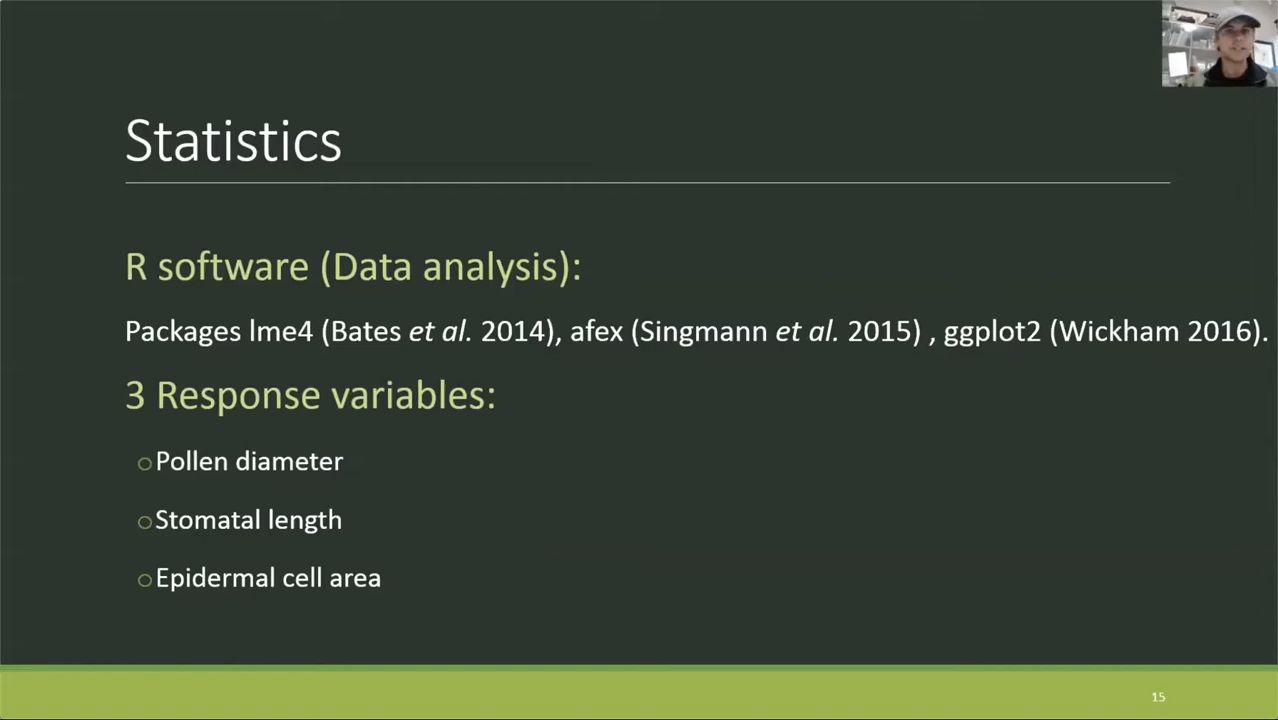 Statistics
R software (Data analysis):
Packages lme4 (Bates et al. 2014), afex (Singmann et al. 2015) , ggplot2 (Wickham 2016).
3 Response variables:
Pollen diameter
Stomatal length
Epidermal cell area
15